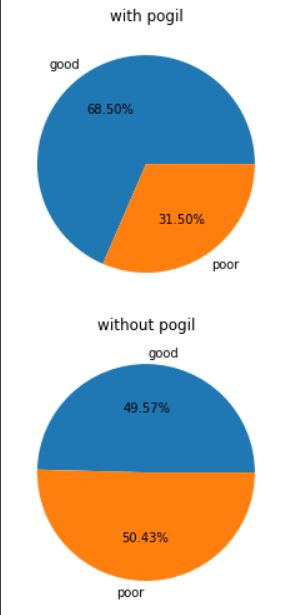 with pogil
good
68.50%
31.50%
poor
without pogil
good
49.57%
50.43%
poor